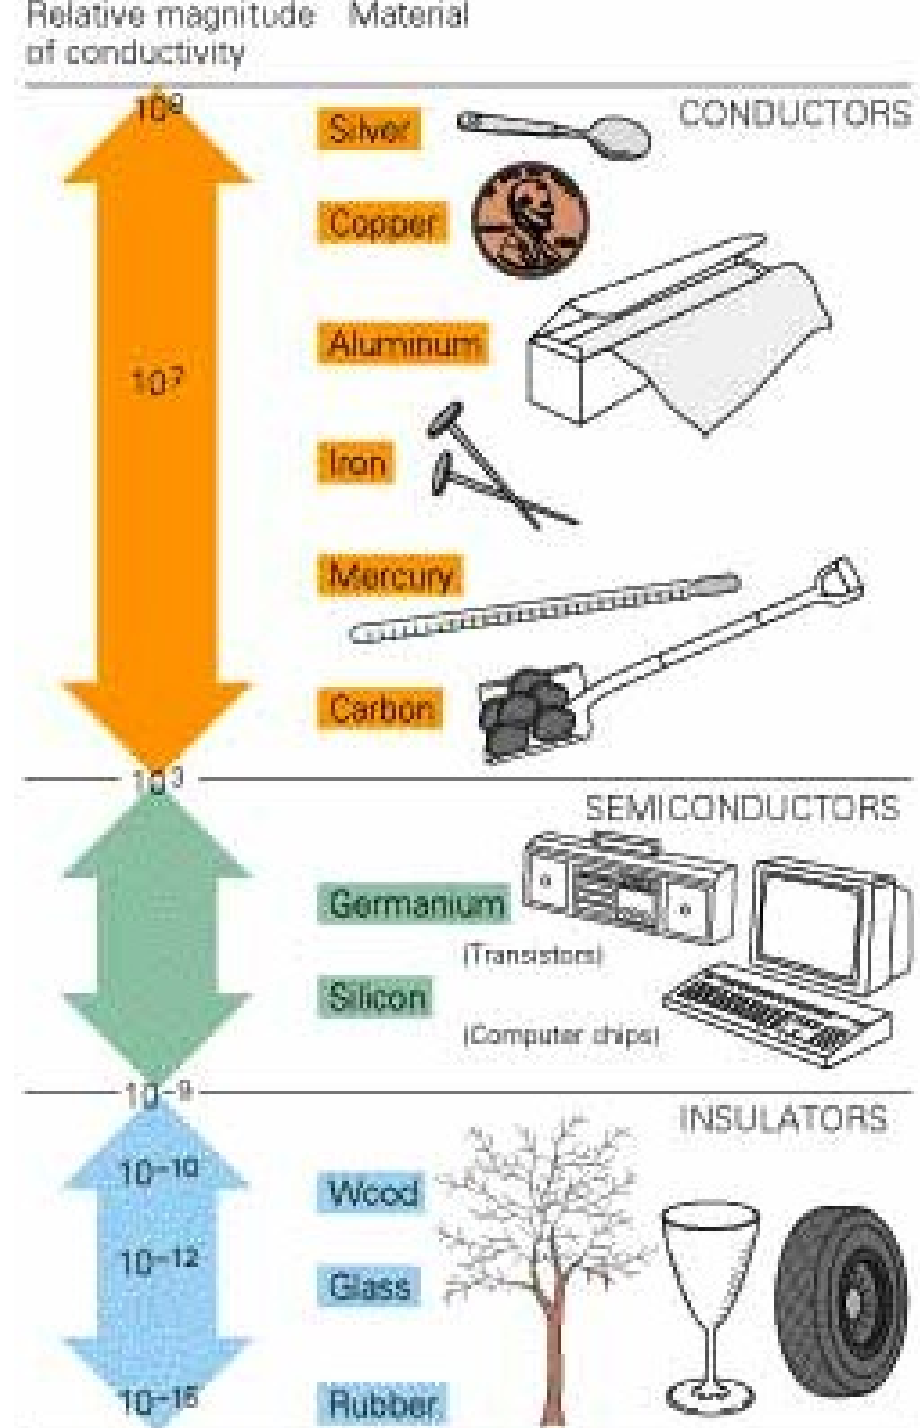 Relative magnitude Material
of conductivity
10⁸
Silver
CONDUCTORS
Copper
Aluminum
10⁷
Iron
Mercury
Carbon
10³
SEMICONDUCTORS
Germanium
(Transistors)
Silicon
(Computer chips)
10⁻⁹
INSULATORS
10⁻¹⁰
Wood
10⁻¹²
Glass
Rubber